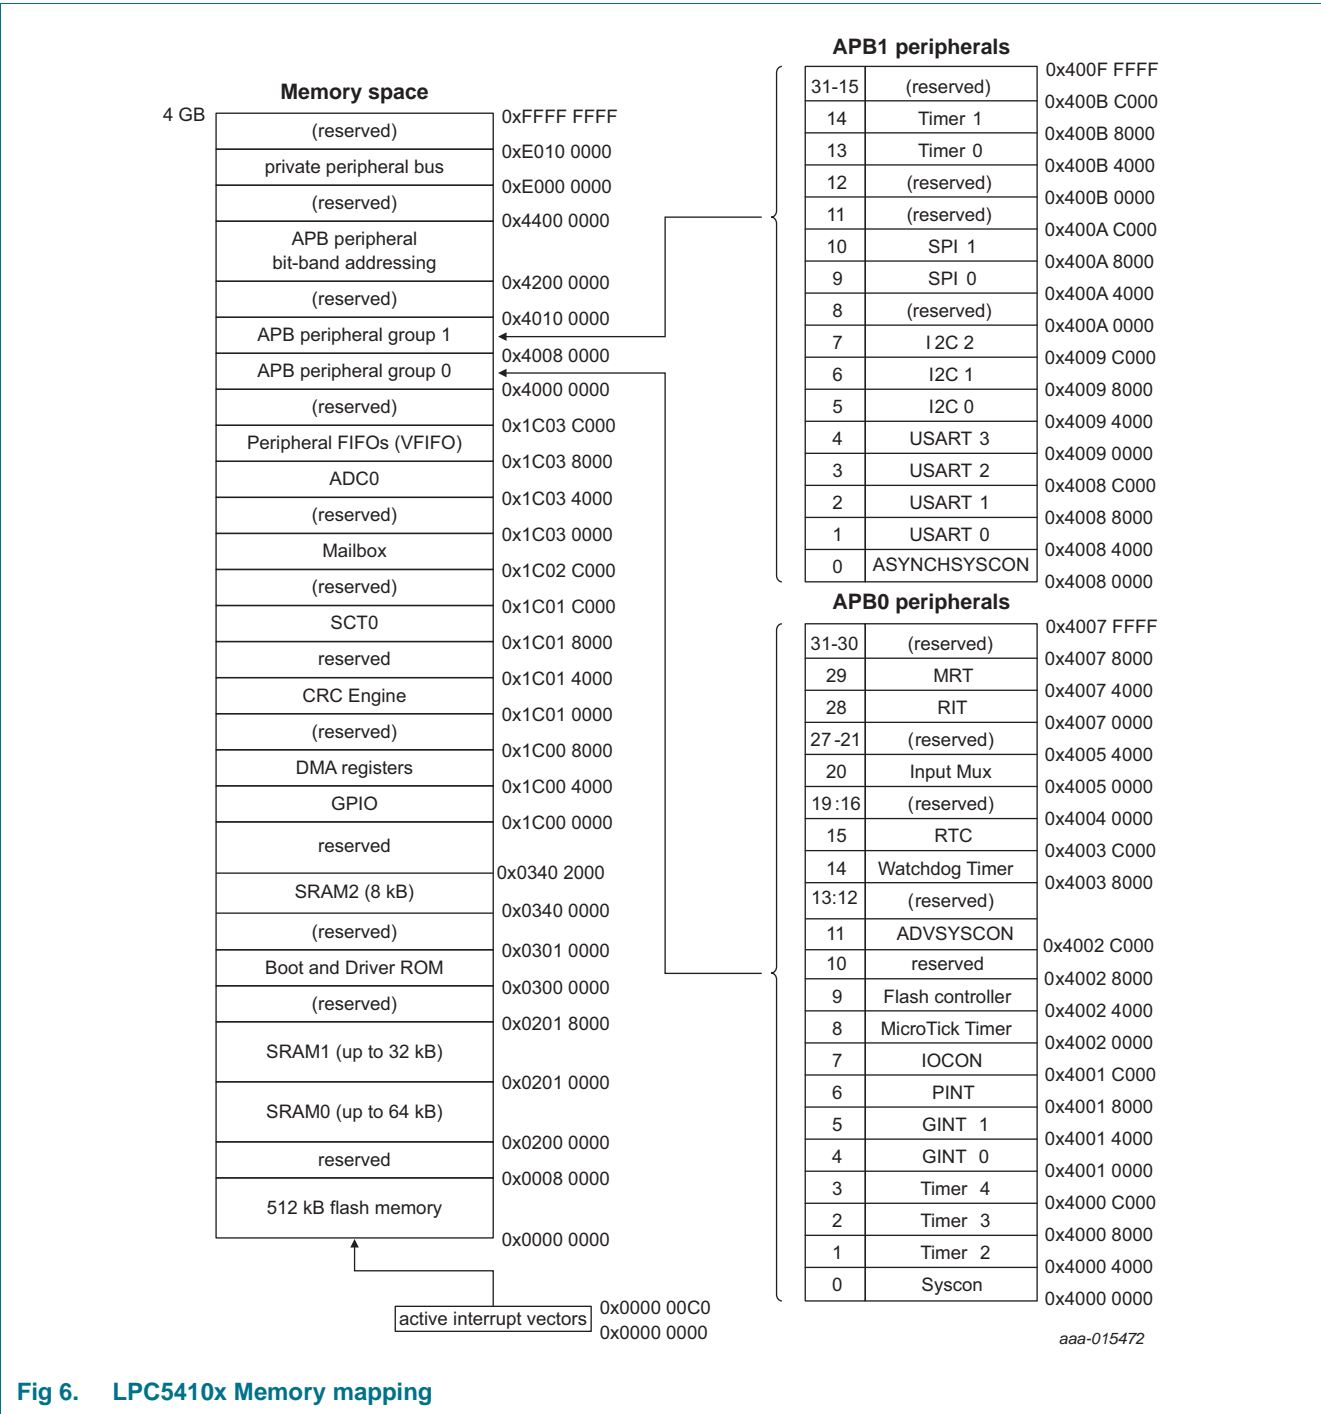 Memory space
4 GB
0xFFFF FFFF
(reserved)
0xE010 0000
private peripheral bus
0xE000 0000
(reserved)
0x4400 0000
APB peripheral
bit-band addressing
0x4200 0000
(reserved)
0x4010 0000
APB peripheral group 1
0x4008 0000
APB peripheral group 0
0x4000 0000
(reserved)
0x1C03 C000
Peripheral FIFOs (VFIFO)
0x1C03 8000
ADC0
0x1C03 4000
(reserved)
0x1C03 0000
Mailbox
0x1C02 C000
(reserved)
0x1C01 C000
SCT0
0x1C01 8000
reserved
0x1C01 4000
CRC Engine
0x1C01 0000
(reserved)
0x1C00 8000
DMA registers
0x1C00 4000
GPIO
0x1C00 0000
reserved
0x0340 2000
SRAM2 (8 kB)
0x0340 0000
(reserved)
0x0301 0000
Boot and Driver ROM
0x0300 0000
(reserved)
0x0201 8000
SRAM1 (up to 32 kB)
0x0201 0000
SRAM0 (up to 64 kB)
0x0200 0000
reserved
0x0008 0000
512 kB flash memory
0x0000 0000
active interrupt vectors
0x0000 00C0
0x0000 0000
APB1 peripherals
0x400F FFFF
31-15 (reserved)
0x400B C000
14 Timer 1
0x400B 8000
13 Timer 0
0x400B 4000
12 (reserved)
0x400B 0000
11 (reserved)
0x400A C000
10 SPI 1
0x400A 8000
9 SPI 0
0x400A 4000
8 (reserved)
0x400A 0000
7 I2C 2
0x4009 C000
6 I2C 1
0x4009 8000
5 I2C 0
0x4009 4000
4 USART 3
0x4009 0000
3 USART 2
0x4008 C000
2 USART 1
0x4008 8000
1 USART 0
0x4008 4000
0 ASYNCHSYSCON
0x4008 0000
APB0 peripherals
0x4007 FFFF
31-30 (reserved)
0x4007 8000
29 MRT
0x4007 4000
28 RIT
0x4007 0000
27-21 (reserved)
0x4005 4000
20 Input Mux
0x4005 0000
19:16 (reserved)
0x4004 0000
15 RTC
0x4003 C000
14 Watchdog Timer
0x4003 8000
13:12 (reserved)
11 ADVSYSCON
0x4002 C000
10 reserved
0x4002 8000
9 Flash controller
0x4002 4000
8 MicroTick Timer
0x4002 0000
7 IOCON
0x4001 C000
6 PINT
0x4001 8000
5 GINT 1
0x4001 4000
4 GINT 0
0x4001 0000
3 Timer 4
0x4000 C000
2 Timer 3
0x4000 8000
1 Timer 2
0x4000 4000
0 Syscon
0x4000 0000
aaa-015472
Fig 6. LPC5410x Memory mapping